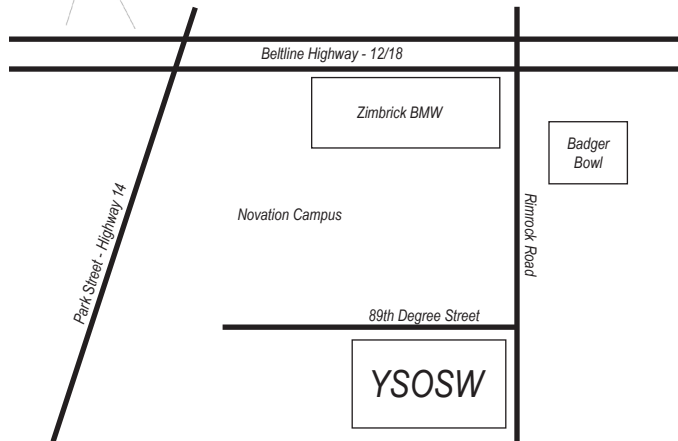 Beltline Highway - 12/18
Zimbrick BMW
Badger
Bowl
Park Street - Highway 14
Novation Campus
Rimrock Road
89th Degree Street
YSOSW